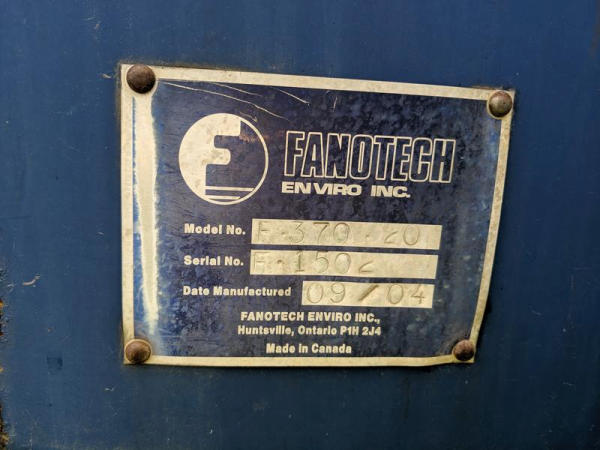 F
FANOTECH
ENVIRO INC.
Model No. F-370-20
Serial No. F-1502
Date Manufactured 09/04
FANOTECH ENVIRO INC.,
Huntsville, Ontario P1H 2J4
Made in Canada